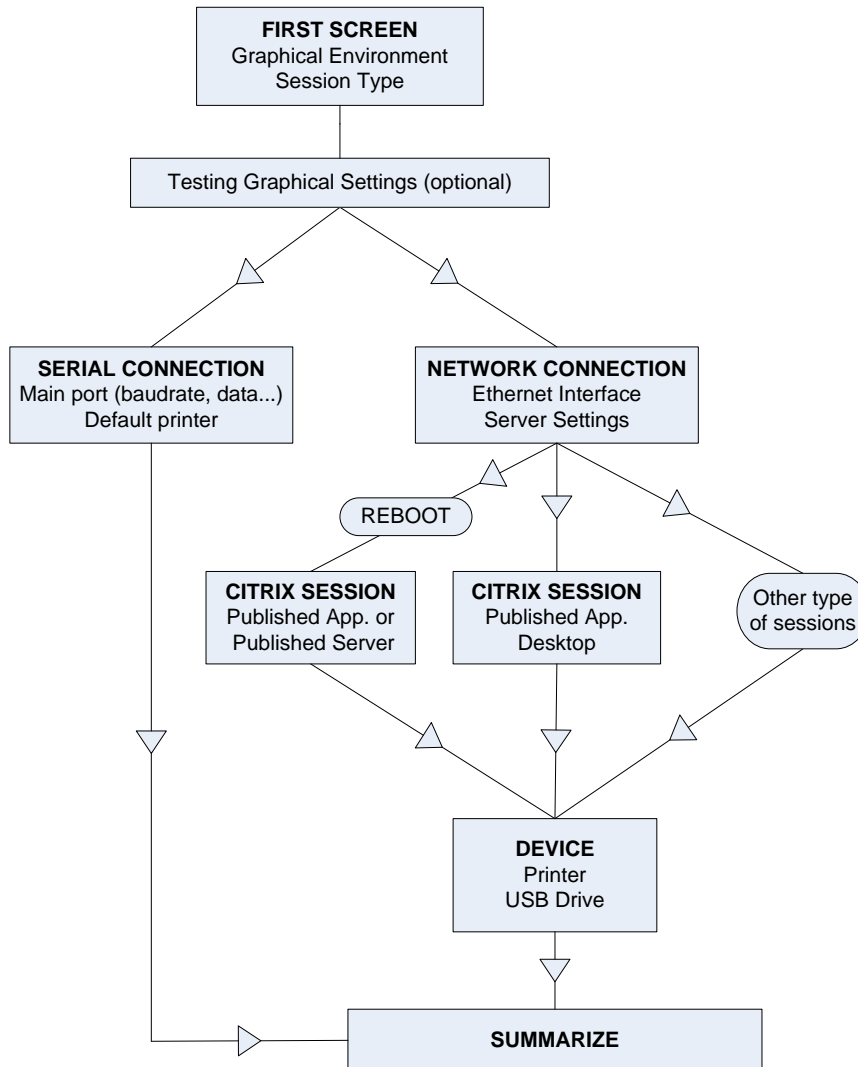 FIRST SCREEN
Graphical Environment
Session Type
Testing Graphical Settings (optional)
SERIAL CONNECTION
Main port (baudrate, data...)
Default printer
NETWORK CONNECTION
Ethernet Interface
Server Settings
REBOOT
CITRIX SESSION
Published App. or
Published Server
CITRIX SESSION
Published App.
Desktop
Other type
of sessions
DEVICE
Printer
USB Drive
SUMMARIZE